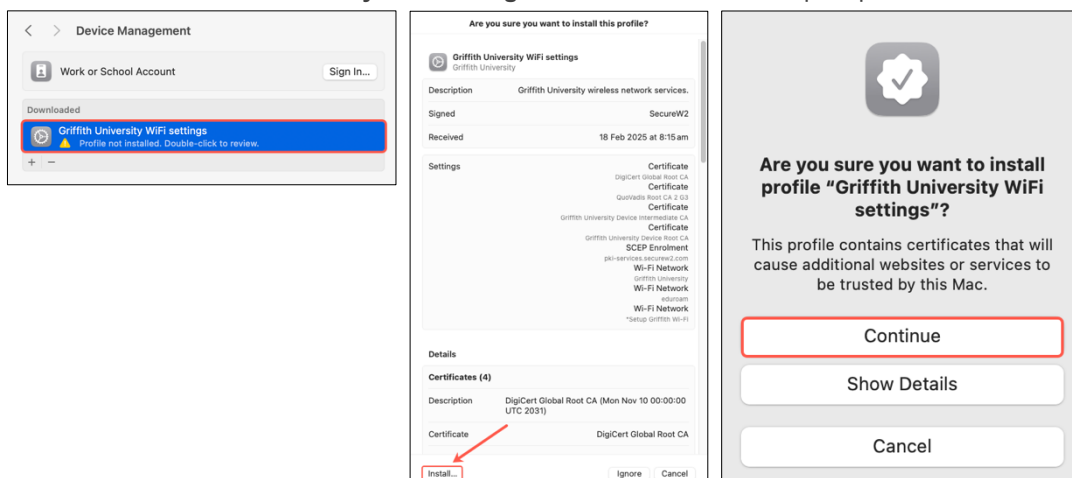 Device Management
Work or School Account
Sign In...
Downloaded
Griffith University WiFi settings
Profile not installed. Double-click to review.
+ −
Are you sure you want to install this profile?
Griffith University WiFi settings
Griffith University
Description Griffith University wireless network services.
Signed SecureW2
Received 18 Feb 2025 at 8:15 am
Settings Certificate
DigiCert Global Root CA
Certificate
QuoVadis Root CA 2 G3
Certificate
Griffith University Device Intermediate CA
Certificate
Griffith University Device Root CA
SCEP Enrolment
pki-services.securew2.com
Wi-Fi Network
Griffith University
Wi-Fi Network
eduroam
Wi-Fi Network
*Setup Griffith Wi-Fi
Details
Certificates (4)
Description DigiCert Global Root CA (Mon Nov 10 00:00:00
UTC 2031)
Certificate DigiCert Global Root CA
Install... Ignore Cancel
Are you sure you want to install
profile “Griffith University WiFi
settings”?
This profile contains certificates that will
cause additional websites or services to
be trusted by this Mac.
Continue
Show Details
Cancel